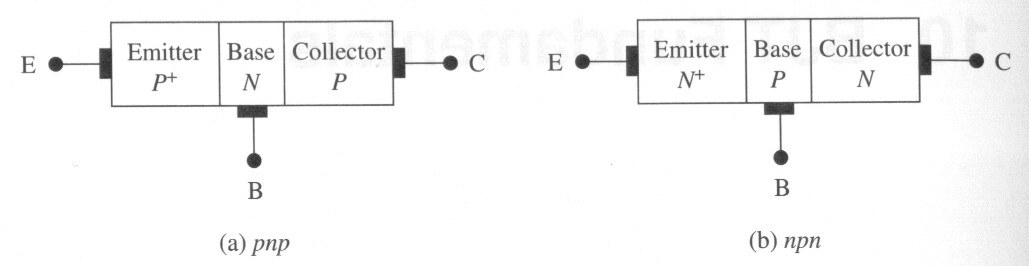 Emitter Base Collector
E P+ N P C
B
(a) pnp
Emitter Base Collector
E N+ P N C
B
(b) npn